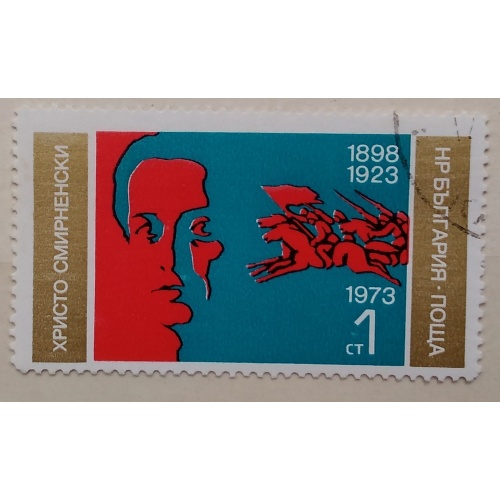 ХРИСТО СМИРНЕНСКИ
1898
1923
1973
1
СТ
НР БЪЛГАРИЯ · ПОЩА